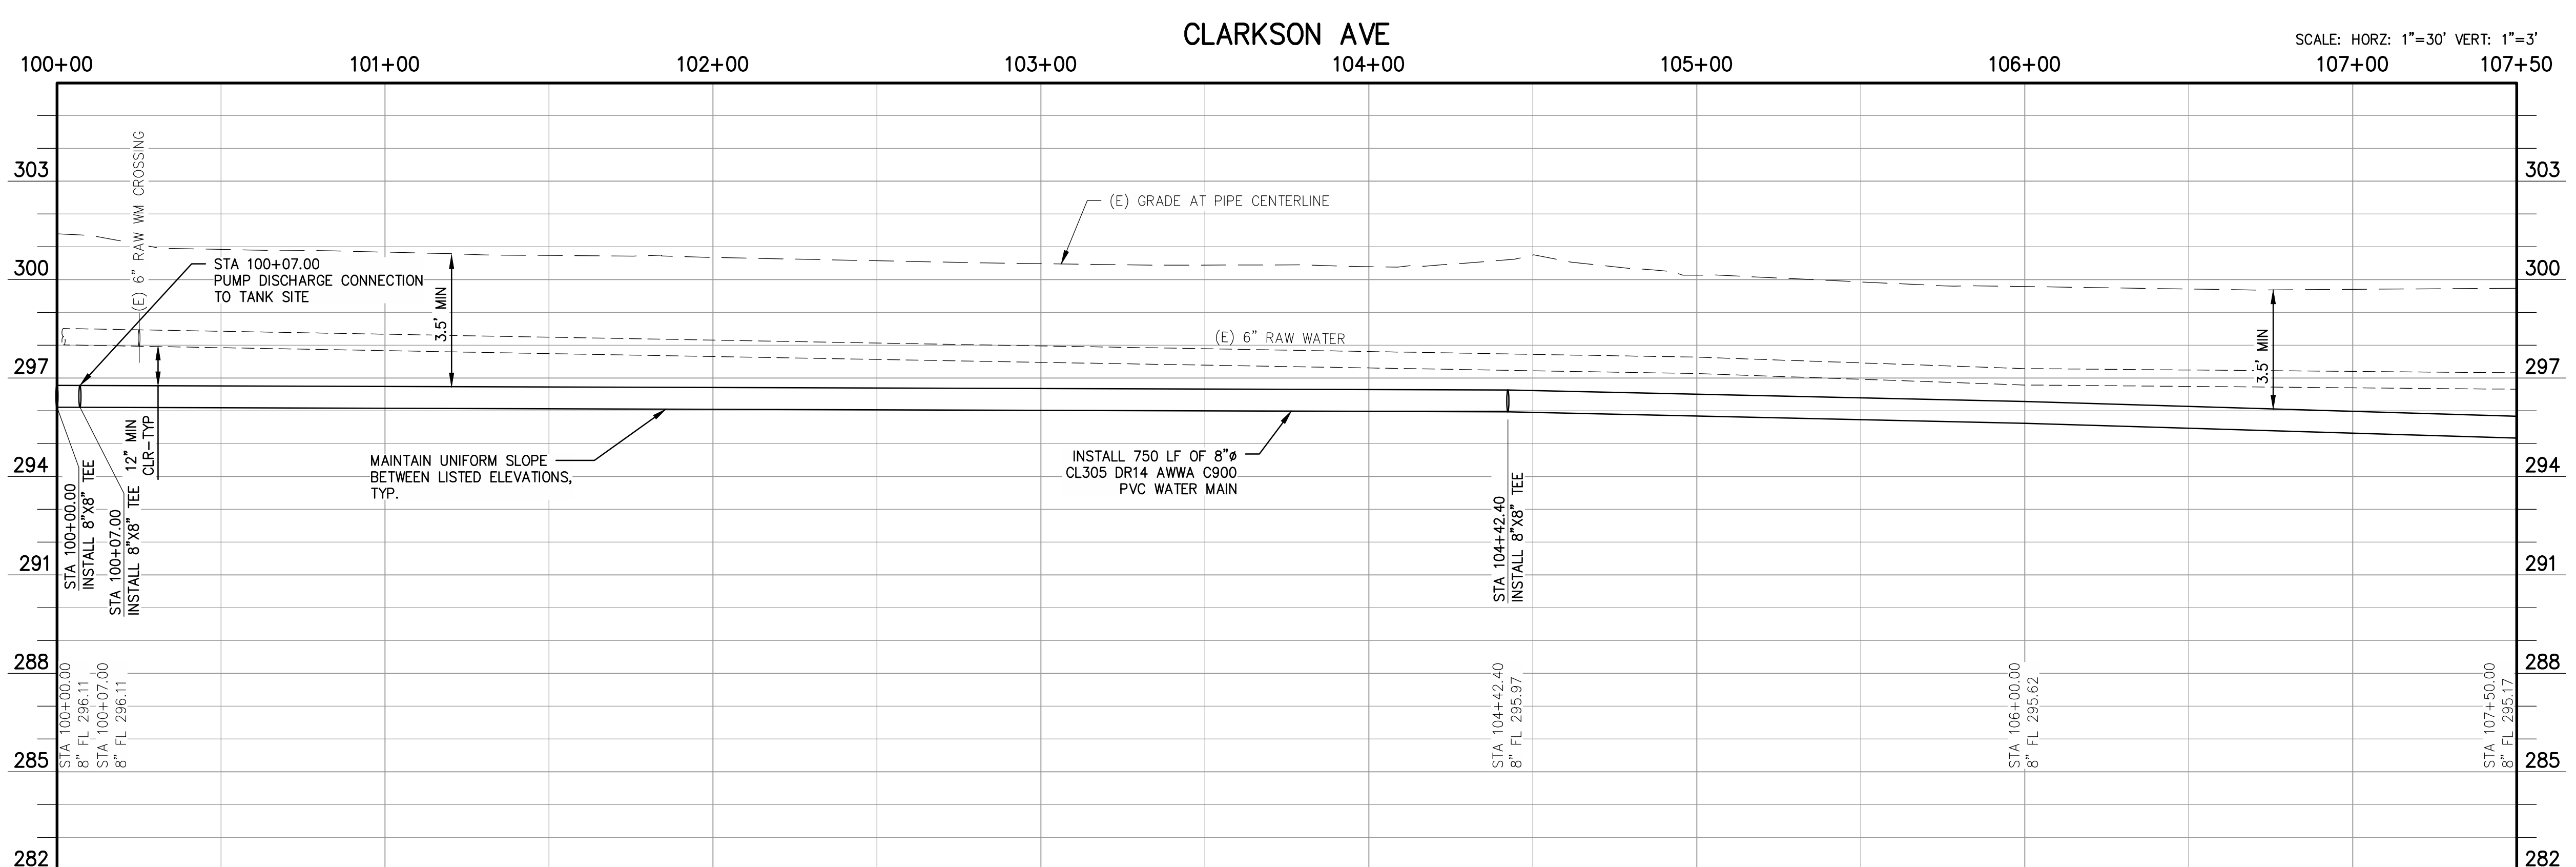 CLARKSON AVE
SCALE: HORZ: 1"=30' VERT: 1"=3'
100+00
101+00
102+00
103+00
104+00
105+00
106+00
107+00
107+50
303
300
297
294
291
288
285
282
303
300
297
294
291
288
285
282
(E) 6" RAW WM CROSSING
STA 100+07.00
PUMP DISCHARGE CONNECTION
TO TANK SITE
3.5' MIN
(E) GRADE AT PIPE CENTERLINE
(E) 6" RAW WATER
3.5' MIN
12" MIN
CLR-TYP
MAINTAIN UNIFORM SLOPE
BETWEEN LISTED ELEVATIONS,
TYP.
INSTALL 750 LF OF 8"ø
CL305 DR14 AWWA C900
PVC WATER MAIN
STA 100+00.00
INSTALL 8"X8" TEE
STA 100+07.00
INSTALL 8"X8" TEE
STA 104+42.40
INSTALL 8"X8" TEE
STA 100+00.00
8" FL 296.11
STA 100+07.00
8" FL 296.11
STA 104+42.40
8" FL 295.97
STA 106+00.00
8" FL 295.62
STA 107+50.00
8" FL 295.17